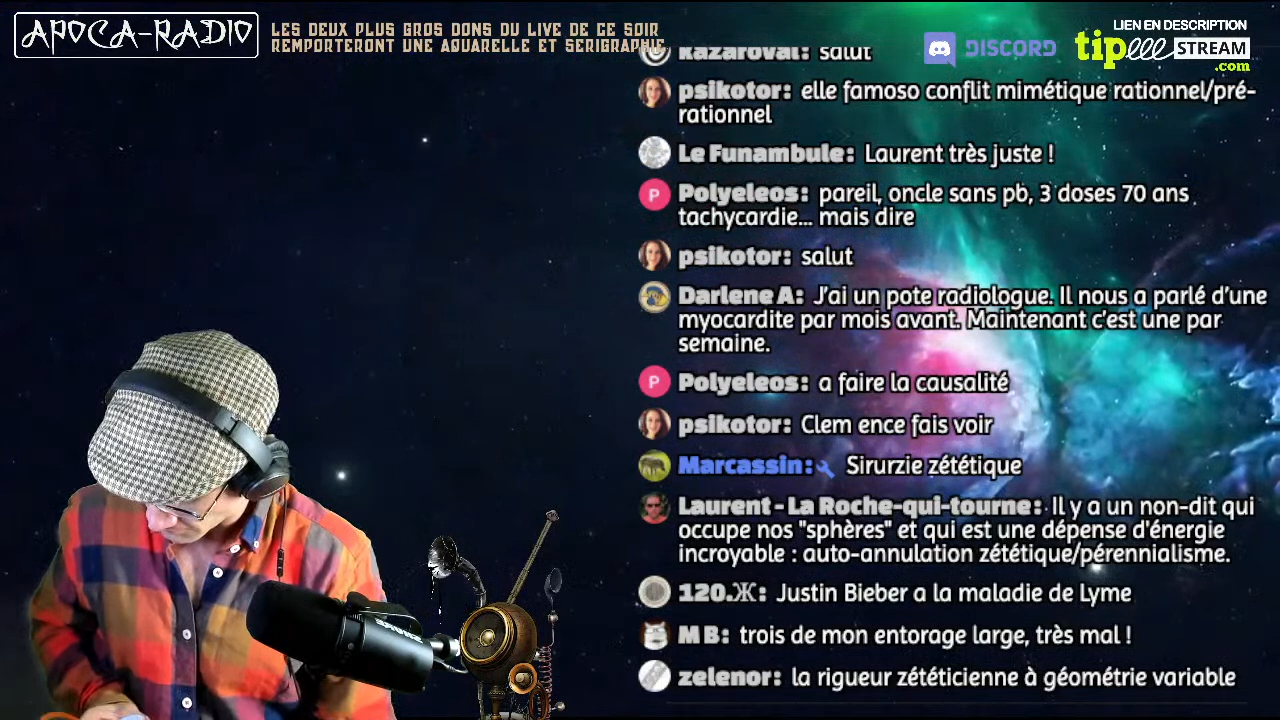 APOCA-RADIO
LES DEUX PLUS GROS DONS DU LIVE DE CE SOIR
REMPORTERONT UNE AQUARELLE ET SERIGRAPHIE
DISCORD
LIEN EN DESCRIPTION
tipeee STREAM
.com
kazaroval: salut
psikotor: elle famoso conflit mimétique rationnel/pré-
rationnel
Le Funambule: Laurent très juste !
P Polyeleos: pareil, oncle sans pb, 3 doses 70 ans
tachycardie... mais dire
psikotor: salut
Darlene A: J'ai un pote radiologue. Il nous a parlé d'une
myocardite par mois avant. Maintenant c'est une par
semaine.
P Polyeleos: a faire la causalité
psikotor: Clem ence fais voir
Marcassin: Sirurzie zététique
Laurent - La Roche-qui-tourne: Il y a un non-dit qui
occupe nos "sphères" et qui est une dépense d'énergie
incroyable : auto-annulation zététique/pérennialisme.
120.Ж: Justin Bieber a la maladie de Lyme
M B: trois de mon entorage large, très mal !
zelenor: la rigueur zététicienne à géométrie variable